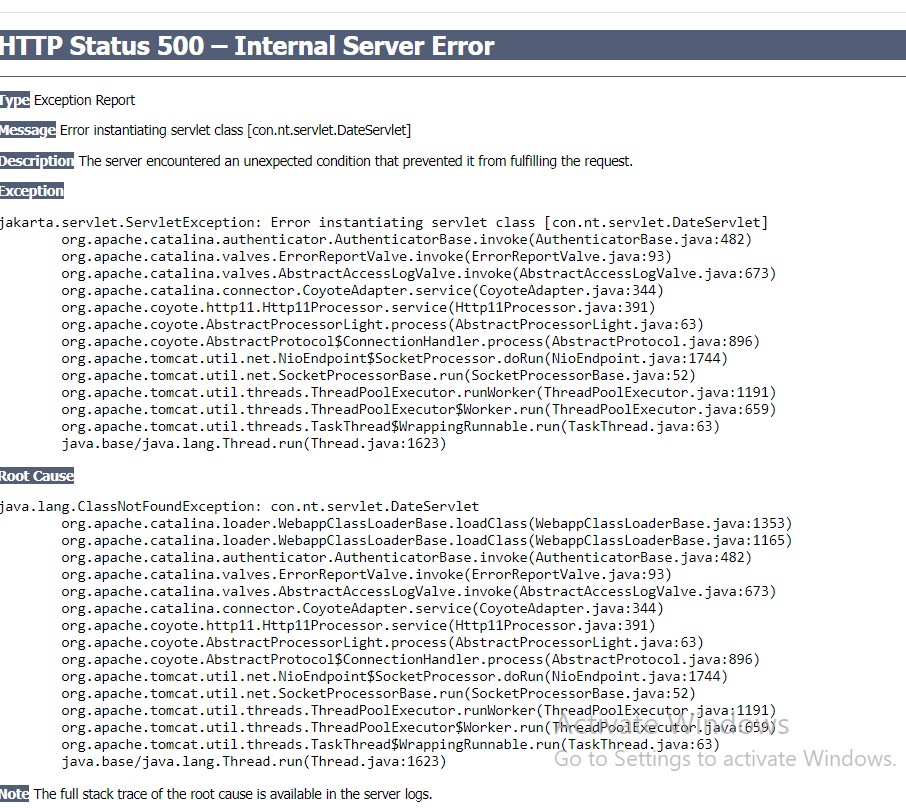 HTTP Status 500 – Internal Server Error
Type Exception Report
Message Error instantiating servlet class [con.nt.servlet.DateServlet]
Description The server encountered an unexpected condition that prevented it from fulfilling the request.
Exception
jakarta.servlet.ServletException: Error instantiating servlet class [con.nt.servlet.DateServlet]
org.apache.catalina.authenticator.AuthenticatorBase.invoke(AuthenticatorBase.java:482)
org.apache.catalina.valves.ErrorReportValve.invoke(ErrorReportValve.java:93)
org.apache.catalina.valves.AbstractAccessLogValve.invoke(AbstractAccessLogValve.java:673)
org.apache.catalina.connector.CoyoteAdapter.service(CoyoteAdapter.java:344)
org.apache.coyote.http11.Http11Processor.service(Http11Processor.java:391)
org.apache.coyote.AbstractProcessorLight.process(AbstractProcessorLight.java:63)
org.apache.coyote.AbstractProtocol$ConnectionHandler.process(AbstractProtocol.java:896)
org.apache.tomcat.util.net.NioEndpoint$SocketProcessor.doRun(NioEndpoint.java:1744)
org.apache.tomcat.util.net.SocketProcessorBase.run(SocketProcessorBase.java:52)
org.apache.tomcat.util.threads.ThreadPoolExecutor.runWorker(ThreadPoolExecutor.java:1191)
org.apache.tomcat.util.threads.ThreadPoolExecutor$Worker.run(ThreadPoolExecutor.java:659)
org.apache.tomcat.util.threads.TaskThread$WrappingRunnable.run(TaskThread.java:63)
java.base/java.lang.Thread.run(Thread.java:1623)
Root Cause
java.lang.ClassNotFoundException: con.nt.servlet.DateServlet
org.apache.catalina.loader.WebappClassLoaderBase.loadClass(WebappClassLoaderBase.java:1353)
org.apache.catalina.loader.WebappClassLoaderBase.loadClass(WebappClassLoaderBase.java:1165)
org.apache.catalina.authenticator.AuthenticatorBase.invoke(AuthenticatorBase.java:482)
org.apache.catalina.valves.ErrorReportValve.invoke(ErrorReportValve.java:93)
org.apache.catalina.valves.AbstractAccessLogValve.invoke(AbstractAccessLogValve.java:673)
org.apache.catalina.connector.CoyoteAdapter.service(CoyoteAdapter.java:344)
org.apache.coyote.http11.Http11Processor.service(Http11Processor.java:391)
org.apache.coyote.AbstractProcessorLight.process(AbstractProcessorLight.java:63)
org.apache.coyote.AbstractProtocol$ConnectionHandler.process(AbstractProtocol.java:896)
org.apache.tomcat.util.net.NioEndpoint$SocketProcessor.doRun(NioEndpoint.java:1744)
org.apache.tomcat.util.net.SocketProcessorBase.run(SocketProcessorBase.java:52)
org.apache.tomcat.util.threads.ThreadPoolExecutor.runWorker(ThreadPoolExecutor.java:1191)
org.apache.tomcat.util.threads.ThreadPoolExecutor$Worker.run(ThreadPoolExecutor.java:659)
org.apache.tomcat.util.threads.TaskThread$WrappingRunnable.run(TaskThread.java:63)
java.base/java.lang.Thread.run(Thread.java:1623)
Activate Windows
Go to Settings to activate Windows.
Note The full stack trace of the root cause is available in the server logs.